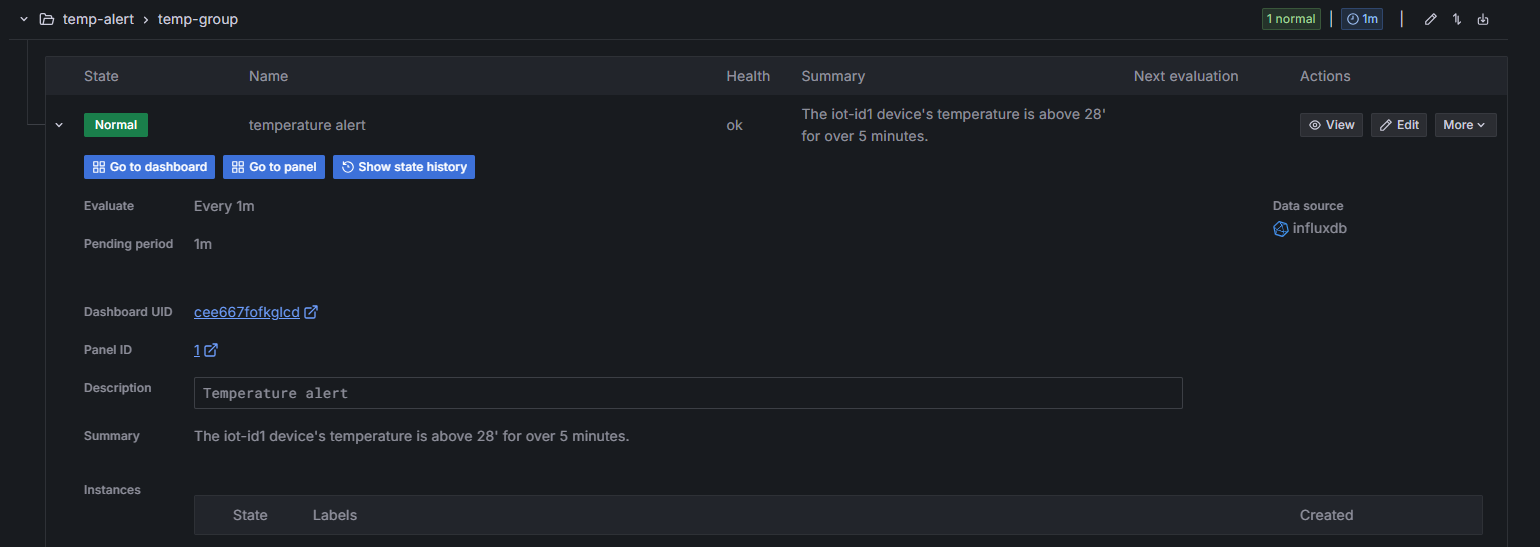 temp-alert › temp-group 1 normal 1m
State Name Health Summary Next evaluation Actions
Normal temperature alert ok The iot-id1 device's temperature is above 28' for over 5 minutes. View Edit More
Go to dashboard Go to panel Show state history
Evaluate Every 1m Data source
influxdb
Pending period 1m
Dashboard UID cee667fofkglcd
Panel ID 1
Description Temperature alert
Summary The iot-id1 device's temperature is above 28' for over 5 minutes.
Instances
State Labels Created